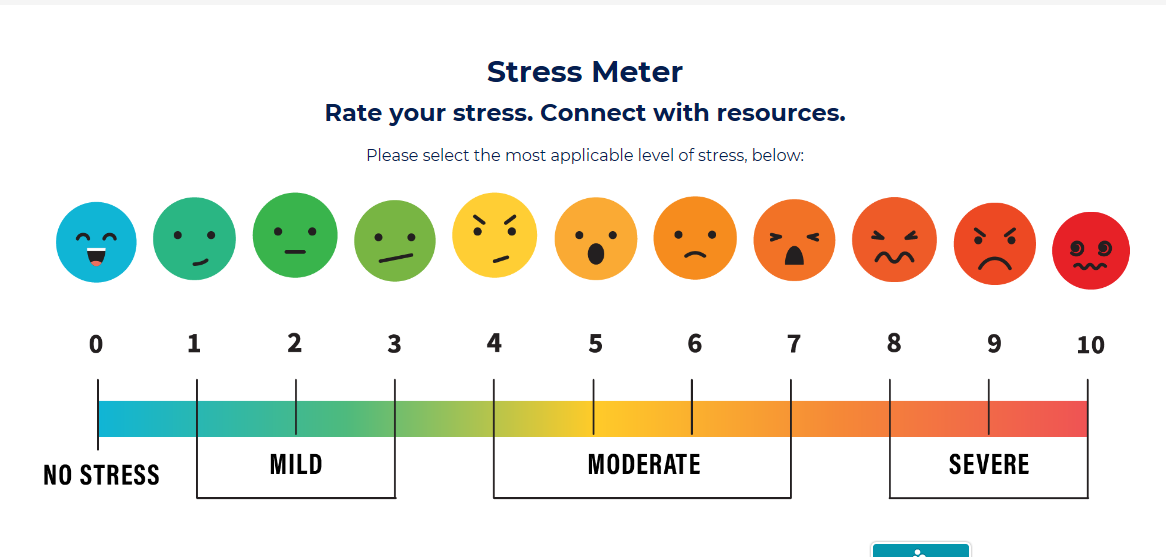 Stress Meter
Rate your stress. Connect with resources.
Please select the most applicable level of stress, below:
0 1 2 3 4 5 6 7 8 9 10
NO STRESS MILD MODERATE SEVERE